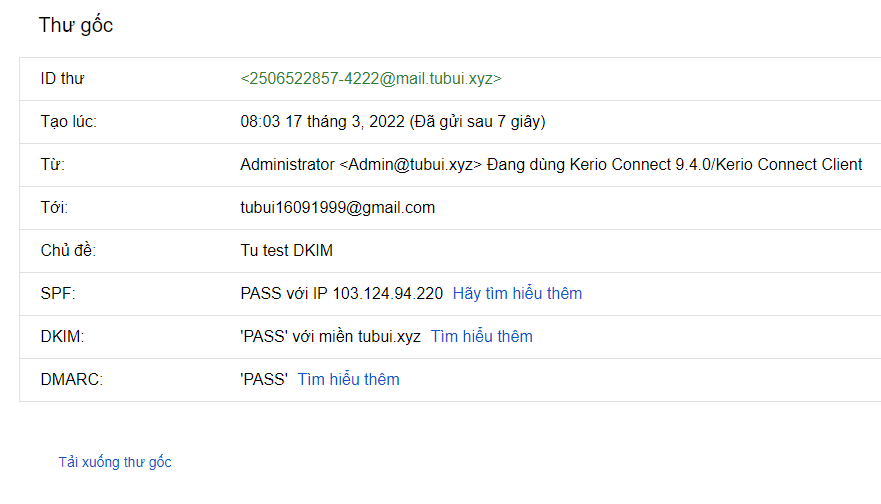 Thư gốc
ID thư <2506522857-4222@mail.tubui.xyz>
Tạo lúc: 08:03 17 tháng 3, 2022 (Đã gửi sau 7 giây)
Từ: Administrator <Admin@tubui.xyz> Đang dùng Kerio Connect 9.4.0/Kerio Connect Client
Tới: tubui16091999@gmail.com
Chủ đề: Tu test DKIM
SPF: PASS với IP 103.124.94.220 Hãy tìm hiểu thêm
DKIM: 'PASS' với miền tubui.xyz Tìm hiểu thêm
DMARC: 'PASS' Tìm hiểu thêm
Tải xuống thư gốc